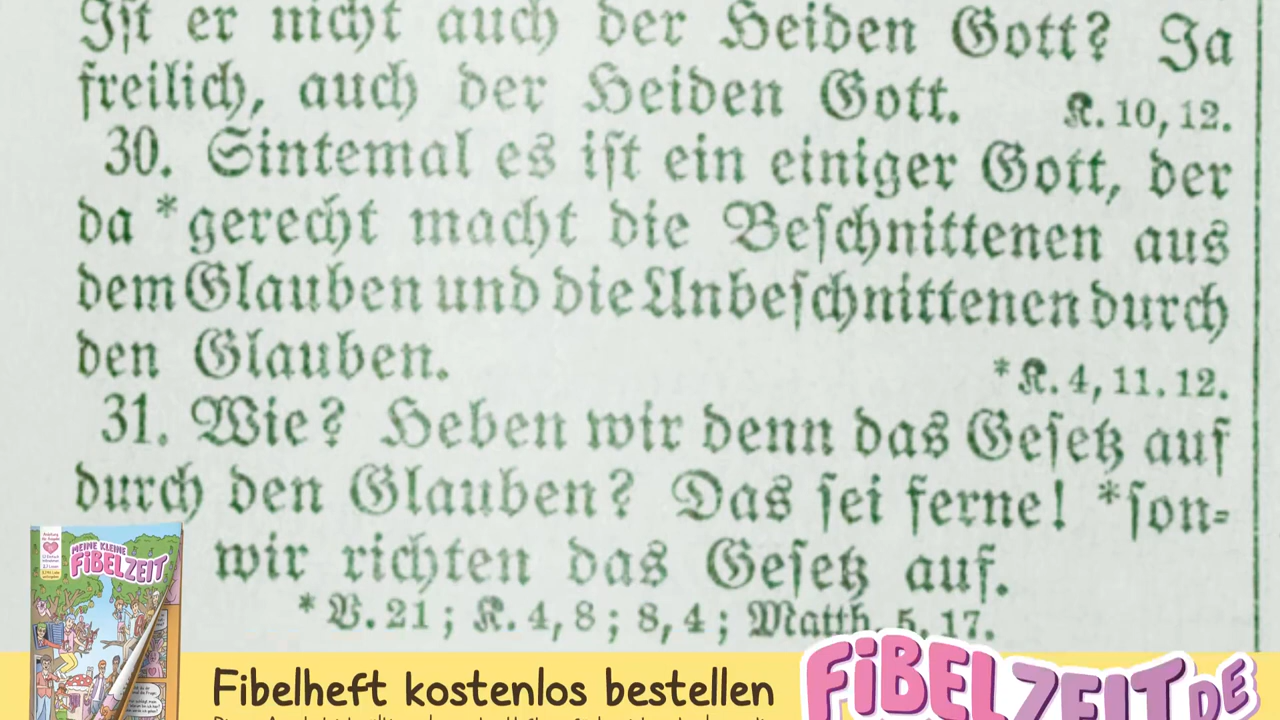 Ist er nicht auch der Heiden Gott? Ja
freilich, auch der Heiden Gott. K. 10, 12.
30. Sintemal es ist ein einiger Gott, der
da *gerecht macht die Beschnittenen aus
dem Glauben und die Unbeschnittenen durch
den Glauben. *K. 4, 11. 12.
31. Wie? Heben wir denn das Gesetz auf
durch den Glauben? Das sei ferne! *son=
wir richten das Gesetz auf.
*V. 21; K. 4, 8; 8, 4; Matth. 5, 17.
MEINE KLEINE
FiBELZEiT
Fibelheft kostenlos bestellen
FiBELZEiT.DE